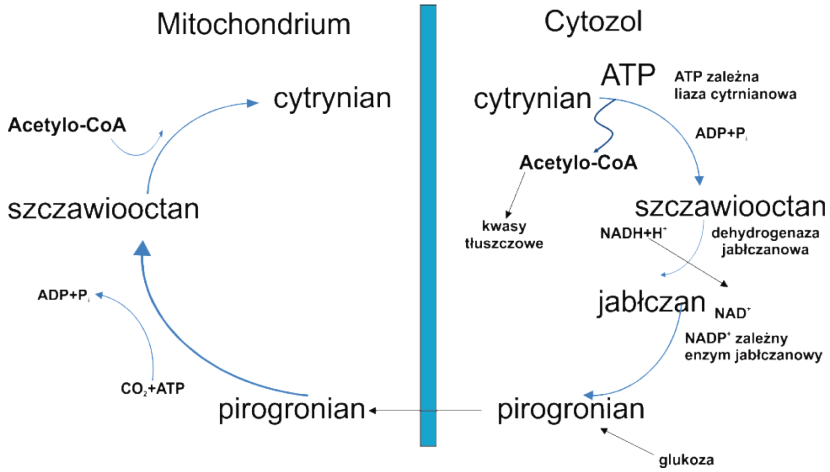 Mitochondrium
Cytozol
cytrynian
Acetylo-CoA
szczawiooctan
ADP+Pi
CO₂+ATP
pirogronian
ATP
ATP zależna
liaza cytrnianowa
cytrynian
ADP+Pi
Acetylo-CoA
kwasy
tłuszczowe
szczawiooctan
NADH+H⁺
dehydrogenaza
jabłczanowa
jabłczan
NAD⁺
NADP⁺ zależny
enzym jabłczanowy
pirogronian
glukoza